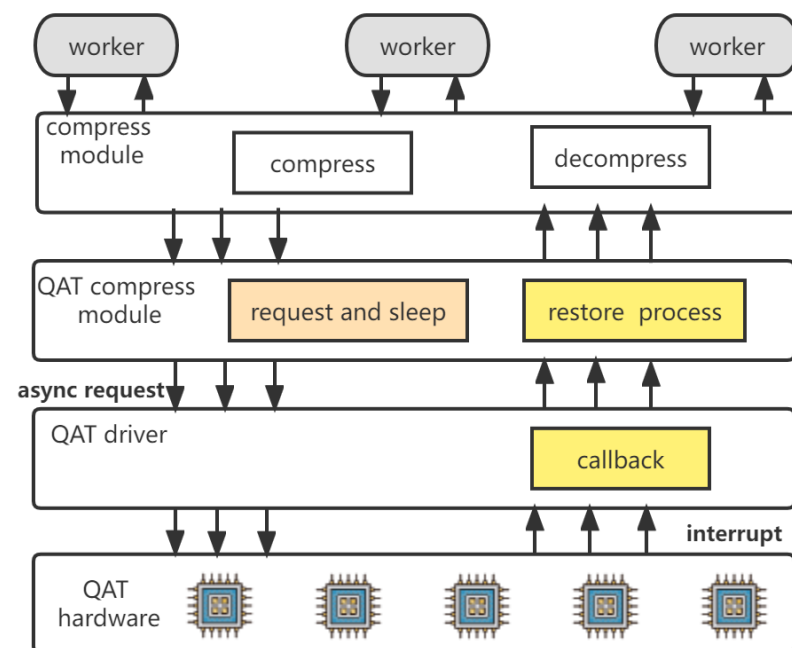 worker
worker
worker
compress
module
compress
decompress
QAT compress
module
request and sleep
restore process
async request
QAT driver
callback
interrupt
QAT
hardware